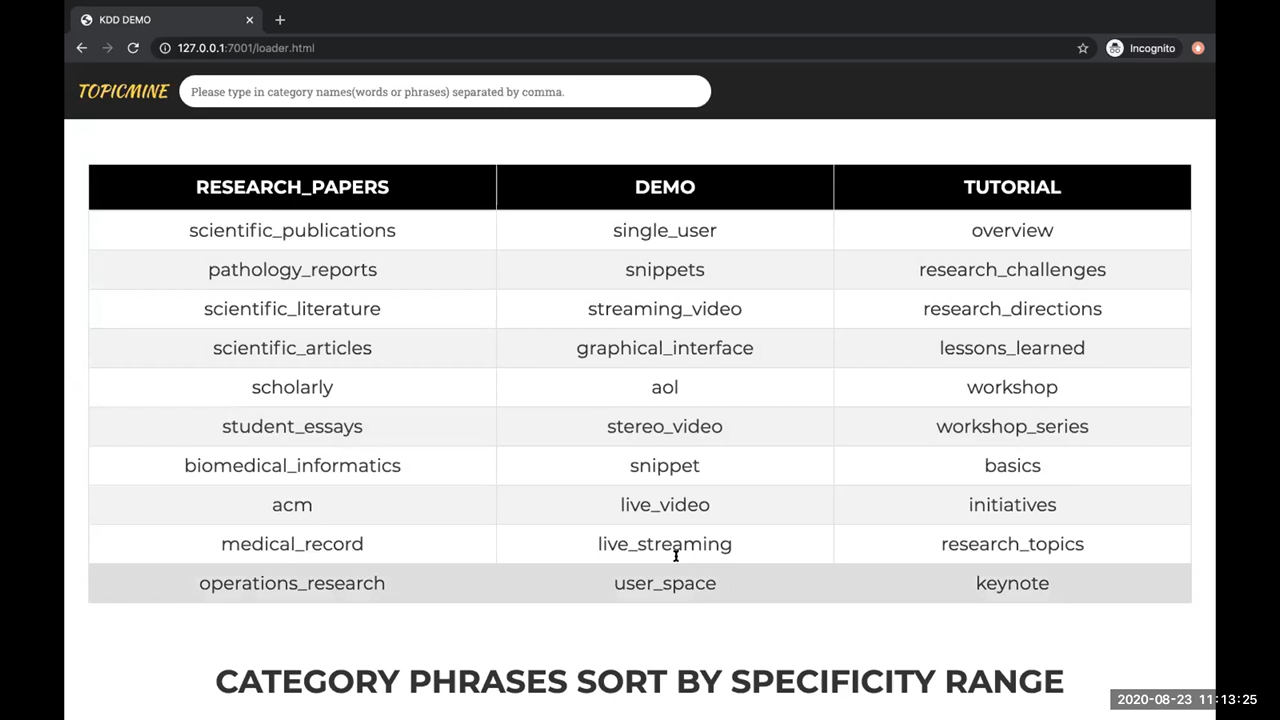 KDD DEMO
127.0.0.1:7001/loader.html
Incognito
TOPICMINE
Please type in category names(words or phrases) separated by comma.
RESEARCH_PAPERS DEMO TUTORIAL
scientific_publications single_user overview
pathology_reports snippets research_challenges
scientific_literature streaming_video research_directions
scientific_articles graphical_interface lessons_learned
scholarly aol workshop
student_essays stereo_video workshop_series
biomedical_informatics snippet basics
acm live_video initiatives
medical_record live_streaming research_topics
operations_research user_space keynote
CATEGORY PHRASES SORT BY SPECIFICITY RANGE
2020-08-23 11:13:25